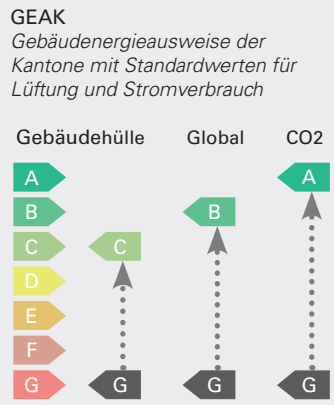 GEAK
Gebäudenergieausweise der
Kantone mit Standardwerten für
Lüftung und Stromverbrauch
Gebäudehülle Global CO2
A A
B B
C C
D
E
F
G G G G